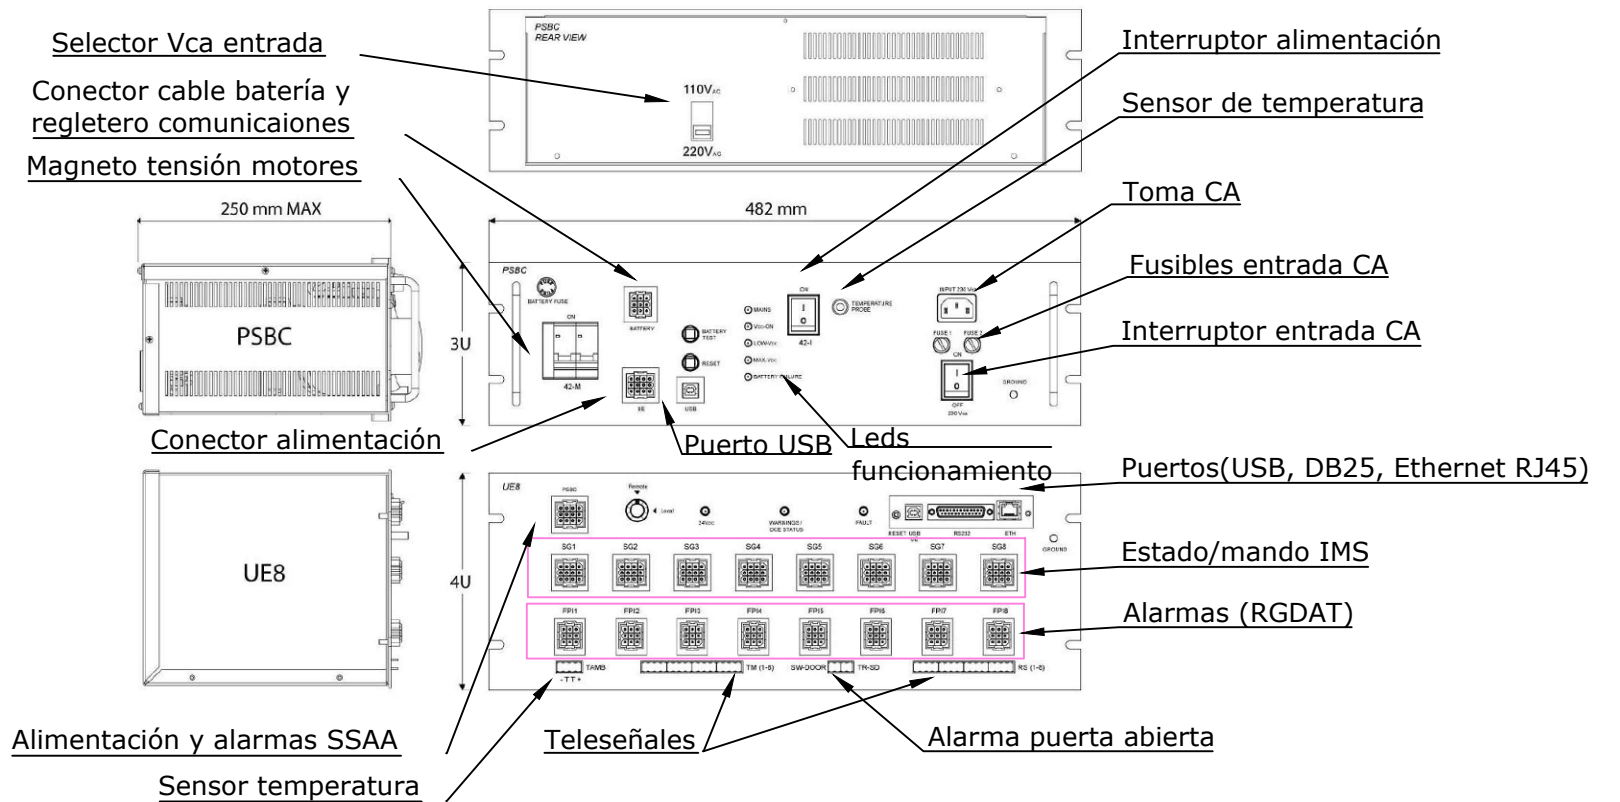 Selector Vca entrada
Conector cable batería y
regletero comunicaiones
Magneto tensión motores
PSBC
REAR VIEW
110VAC
220VAC
Interruptor alimentación
Sensor de temperatura
Toma CA
Fusibles entrada CA
Interruptor entrada CA
250 mm MAX
482 mm
PSBC
3U
PSBC
BATTERY FUSE
ON
42-M
BATTERY
BATTERY
TEST
RESET
USB
MAINS
VCC-ON
LOW-VCC
MAX-VCC
BATTERY FAILURE
ON
I
O
42-I
TEMPERATURE
PROBE
FUSE 1
FUSE 2
ON
I
O
OFF
GROUND
Conector alimentación
Puerto USB
Leds
funcionamiento
Puertos(USB, DB25, Ethernet RJ45)
Estado/mando IMS
Alarmas (RGDAT)
UE8
4U
UE8
PSBC
Remote
Local
24VCC
WARNINGS /
FAULT
RESET
USB
RS232
ETH
GROUND
SG1
SG2
SG3
SG4
SG5
SG6
SG7
SG8
FPI1
FPI2
FPI3
FPI4
FPI5
FPI6
FPI7
FPI8
TAMB
- T T +
TM (1-6)
SW-DOOR
TR-SD
RS (1-8)
Alimentación y alarmas SSAA
Sensor temperatura
Teleseñales
Alarma puerta abierta